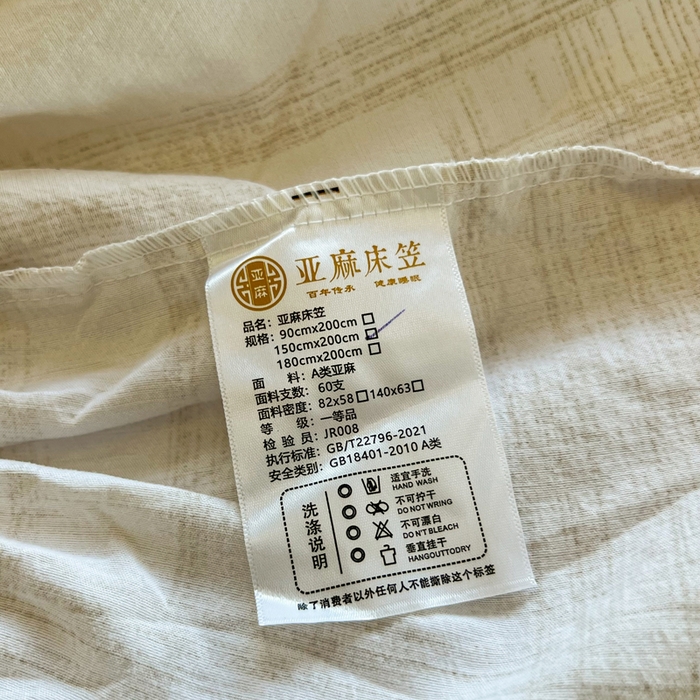 亚麻
亚麻床笠
百年传承 健康睡眠
品名：亚麻床笠
规格：90cmx200cm
150cmx200cm
180cmx200cm
面 料：A类亚麻
面料支数：60支
面料密度：82x58 140x63
等 级：一等品
检 验 员：JR008
执行标准：GB/T22796-2021
安全类别：GB18401-2010 A类
洗涤说明
适宜手洗
HAND WASH
不可拧干
DO NOT WRING
不可漂白
DO N'T BLEACH
垂直挂干
HANGOUTTODRY
除了消费者以外任何人不能撕除这个标签